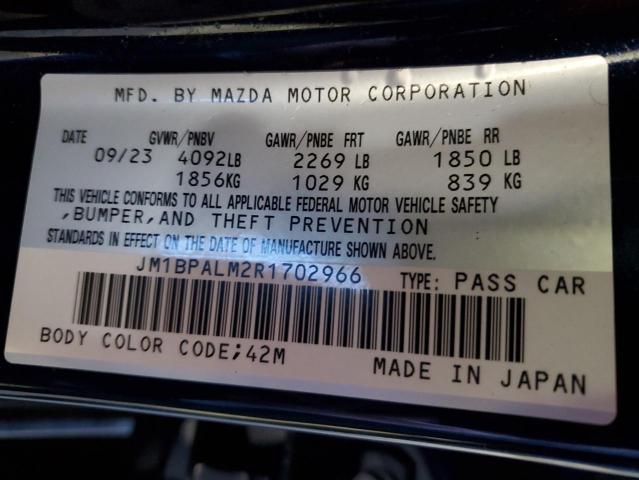 MFD. BY MAZDA MOTOR CORPORATION
DATE GVWR/PNBV GAWR/PNBE FRT GAWR/PNBE RR
09/23 4092LB 2269 LB 1850 LB
1856KG 1029 KG 839 KG
THIS VEHICLE CONFORMS TO ALL APPLICABLE FEDERAL MOTOR VEHICLE SAFETY
,BUMPER,AND THEFT PREVENTION
STANDARDS IN EFFECT ON THE DATE OF MANUFACTURE SHOWN ABOVE.
JM1BPALM2R1702966 TYPE: PASS CAR
BODY COLOR CODE;42M MADE IN JAPAN